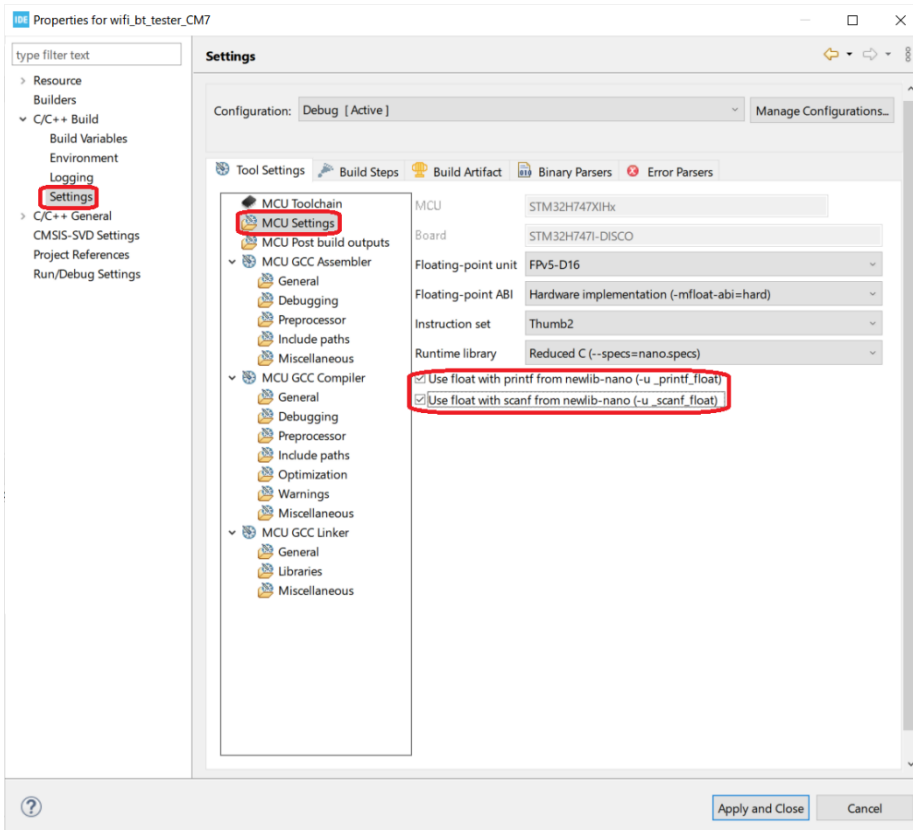 IDE Properties for wifi_bt_tester_CM7
type filter text
Resource
Builders
C/C++ Build
Build Variables
Environment
Logging
Settings
C/C++ General
CMSIS-SVD Settings
Project References
Run/Debug Settings
Settings
Configuration: Debug [ Active ] Manage Configurations...
Tool Settings Build Steps Build Artifact Binary Parsers Error Parsers
MCU Toolchain
MCU Settings
MCU Post build outputs
MCU GCC Assembler
General
Debugging
Preprocessor
Include paths
Miscellaneous
MCU GCC Compiler
General
Debugging
Preprocessor
Include paths
Optimization
Warnings
Miscellaneous
MCU GCC Linker
General
Libraries
Miscellaneous
MCU STM32H747XIHx
Board STM32H747I-DISCO
Floating-point unit FPv5-D16
Floating-point ABI Hardware implementation (-mfloat-abi=hard)
Instruction set Thumb2
Runtime library Reduced C (--specs=nano.specs)
Use float with printf from newlib-nano (-u _printf_float)
Use float with scanf from newlib-nano (-u _scanf_float)
? Apply and Close Cancel